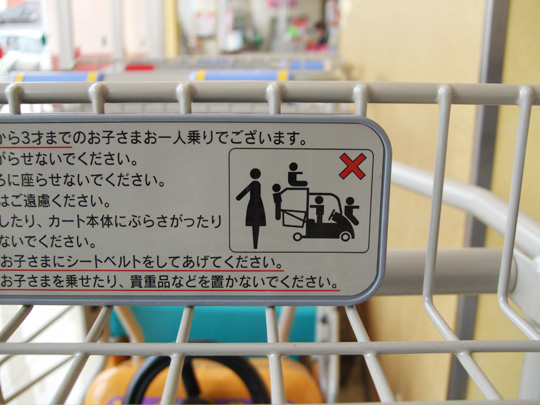 から3才までのお子さまお一人乗りでございます。
がらせないでください。
ろに座らせないでください。
はご遠慮ください。
したり、カート本体にぶらさがったり
ないでください。
お子さまにシートベルトをしてあげてください。
お子さまを乗せたり、貴重品などを置かないでください。